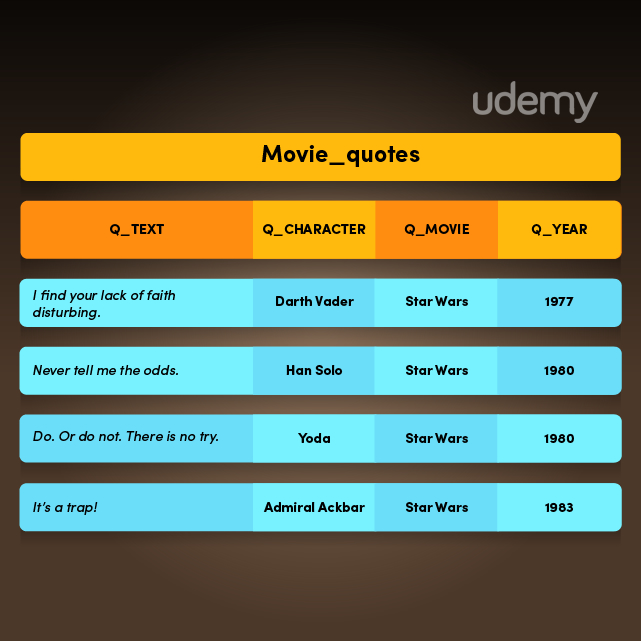 udemy
Movie_quotes
Q_TEXT Q_CHARACTER Q_MOVIE Q_YEAR
I find your lack of faith
disturbing.
Darth Vader Star Wars 1977
Never tell me the odds. Han Solo Star Wars 1980
Do. Or do not. There is no try. Yoda Star Wars 1980
It's a trap! Admiral Ackbar Star Wars 1983